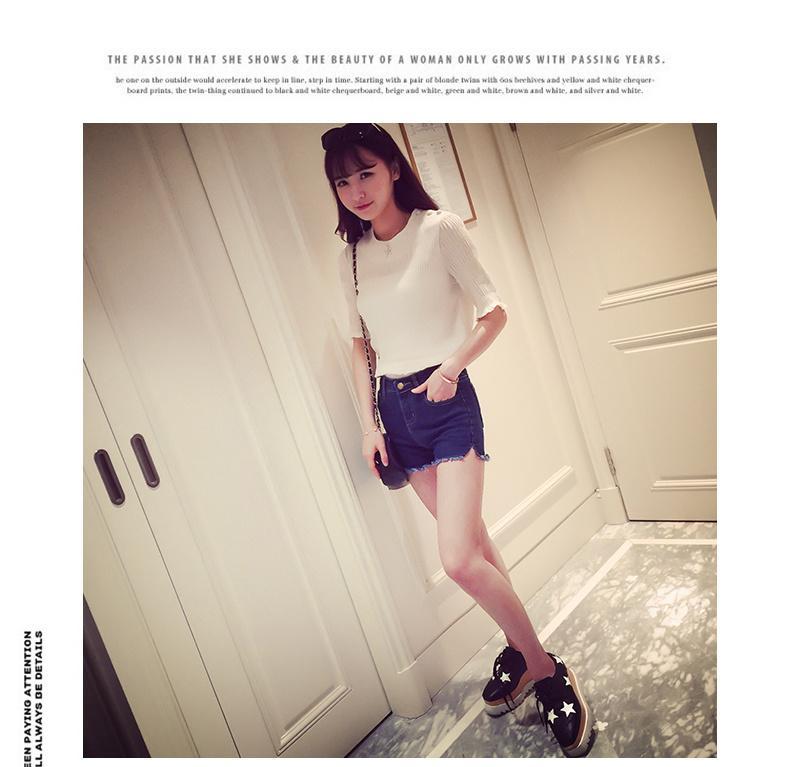 THE PASSION THAT SHE SHOWS & THE BEAUTY OF A WOMAN ONLY GROWS WITH PASSING YEARS.
he one on the outside would accelerate to keep in line, step in time. Starting with a pair of blonde twins with 60s beehives and yellow and white chequer-
board prints, the twin-thing continued to black and white chequerboard, beige and white, green and white, brown and white, and silver and white.
EEN PAYING ATTENTION
LL ALWAYS BE DETAILS